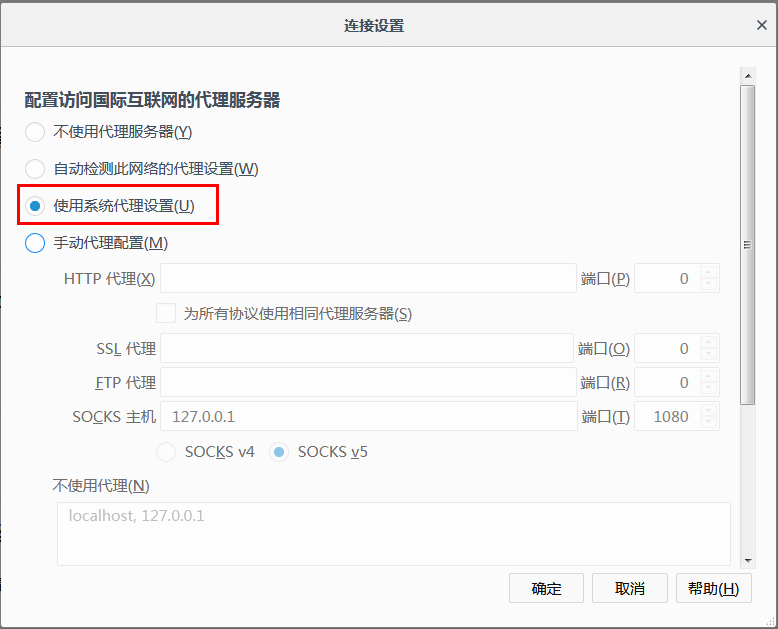 连接设置
配置访问国际互联网的代理服务器
不使用代理服务器(Y)
自动检测此网络的代理设置(W)
使用系统代理设置(U)
手动代理配置(M)
HTTP 代理(X) 端口(P) 0
为所有协议使用相同代理服务器(S)
SSL 代理 端口(O) 0
FTP 代理 端口(R) 0
SOCKS 主机 127.0.0.1 端口(T) 1080
SOCKS v4 SOCKS v5
不使用代理(N)
localhost, 127.0.0.1
确定 取消 帮助(H)